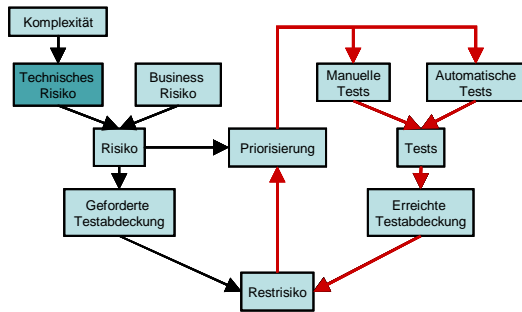 Komplexität
Technisches
Risiko
Business
Risiko
Manuelle
Tests
Automatische
Tests
Risiko
Priorisierung
Tests
Geforderte
Testabdeckung
Erreichte
Testabdeckung
Restrisiko